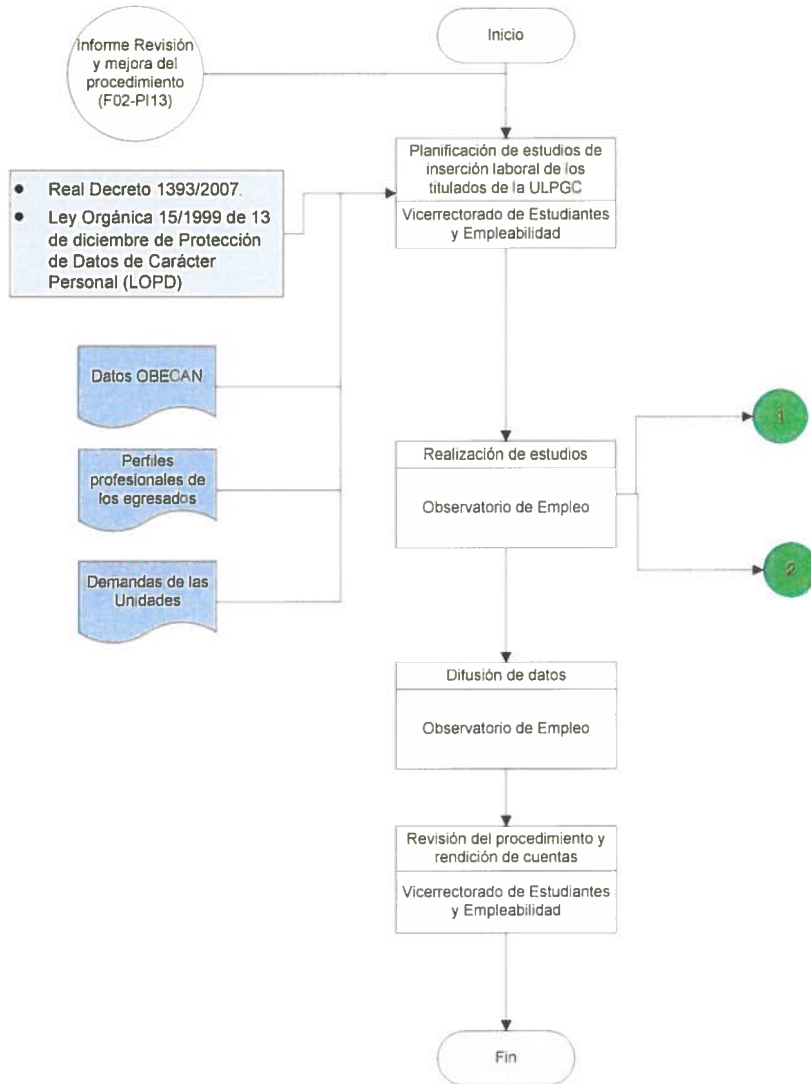 Informe Revisión
y mejora del
procedimiento
(F02-PI13)
Inicio
Planificación de estudios de
inserción laboral de los
titulados de la ULPGC
Vicerrectorado de Estudiantes
y Empleabilidad
• Real Decreto 1393/2007.
• Ley Orgánica 15/1999 de 13
de diciembre de Protección
de Datos de Carácter
Personal (LOPD)
Datos OBECAN
Perfiles
profesionales de
los egresados
Demandas de las
Unidades
Realización de estudios
Observatorio de Empleo
1
2
Difusión de datos
Observatorio de Empleo
Revisión del procedimiento y
rendición de cuentas
Vicerrectorado de Estudiantes
y Empleabilidad
Fin